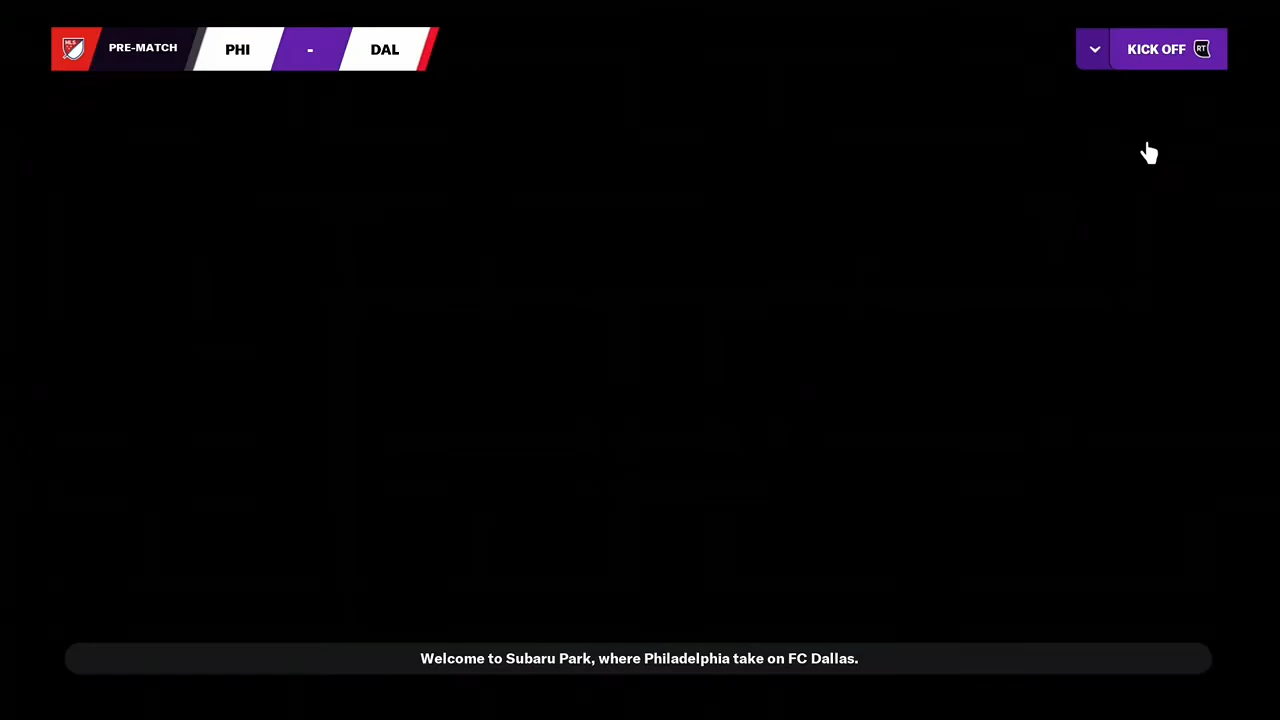 PRE-MATCH
PHI
-
DAL
KICK OFF
RT
Welcome to Subaru Park, where Philadelphia take on FC Dallas.